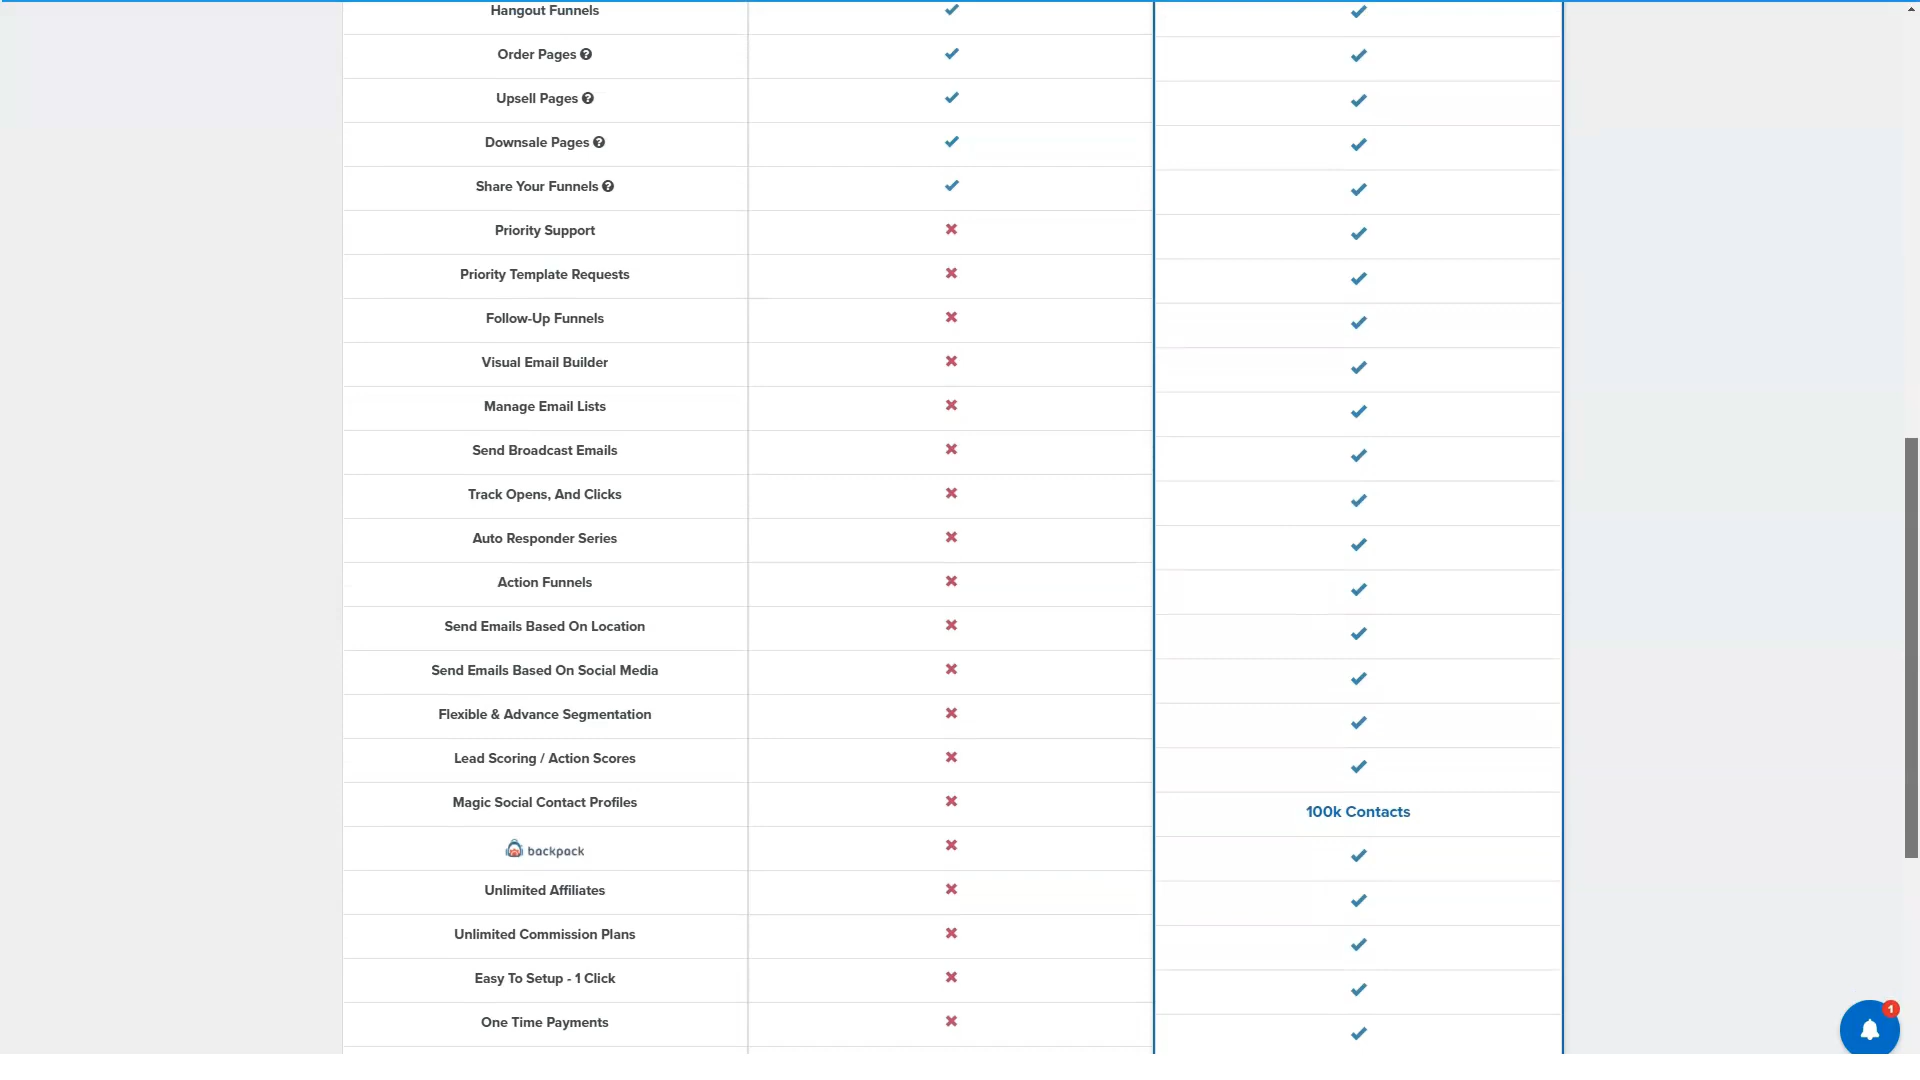 Hangout Funnels
Order Pages
Upsell Pages
Downsale Pages
Share Your Funnels
Priority Support
Priority Template Requests
Follow-Up Funnels
Visual Email Builder
Manage Email Lists
Send Broadcast Emails
Track Opens, And Clicks
Auto Responder Series
Action Funnels
Send Emails Based On Location
Send Emails Based On Social Media
Flexible & Advance Segmentation
Lead Scoring / Action Scores
Magic Social Contact Profiles
100k Contacts
backpack
Unlimited Affiliates
Unlimited Commission Plans
Easy To Setup - 1 Click
One Time Payments
1